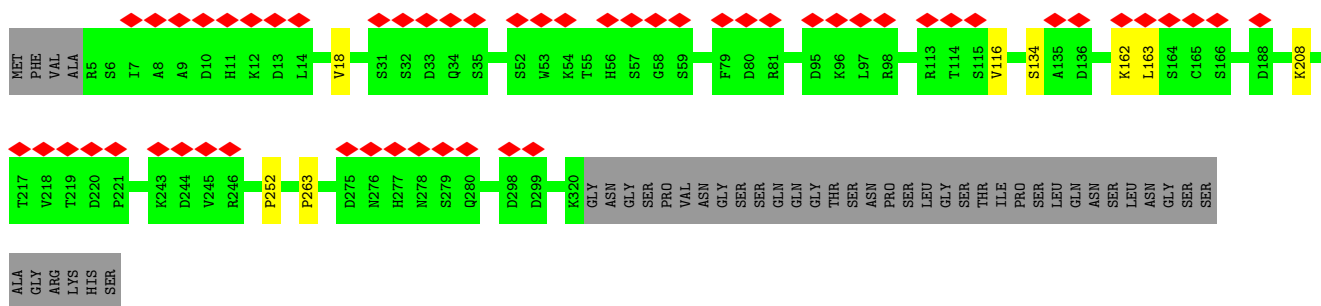 MET PHE VAL ALA R5 S6 I7 A8 A9 D10 H11 K12 D13 L14 V18 S31 S32 D33 Q34 S35 S52 W53 K54 T55 H56 S57 G58 S59 F79 D80 R81 D95 K96 L97 R98 R113 T114 S115 V116 S134 A135 D136 K162 L163 S164 C165 S166 D188 K208
T217 V218 T219 D220 P221 K243 D244 V245 R246 P252 P263 D275 N276 H277 N278 S279 Q280 D298 D299 K320 GLY ASN GLY SER PRO VAL ASN GLY SER SER GLN GLN GLY THR SER ASN PRO SER LEU GLY SER THR ILE PRO SER LEU GLN ASN SER LEU ASN GLY SER SER
ALA GLY ARG LYS HIS SER